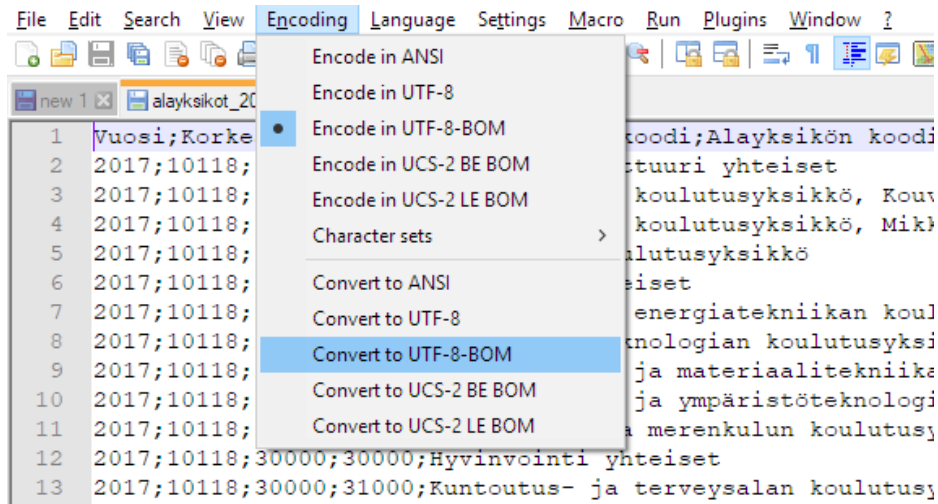 File Edit Search View Encoding Language Settings Macro Run Plugins Window ?
new 1 alayksikot_20
Encode in ANSI
Encode in UTF-8
Encode in UTF-8-BOM
Encode in UCS-2 BE BOM
Encode in UCS-2 LE BOM
Character sets
Convert to ANSI
Convert to UTF-8
Convert to UTF-8-BOM
Convert to UCS-2 BE BOM
Convert to UCS-2 LE BOM
1 Vuosi;Korke koodi;Alayksikön koodi
2 2017;10118; ttuuri yhteiset
3 2017;10118; koulutusyksikkö, Kouv
4 2017;10118; koulutusyksikkö, Mikk
5 2017;10118; lutusyksikkö
6 2017;10118; eiset
7 2017;10118; energiatekniikan koul
8 2017;10118; knologian koulutusyksi
9 2017;10118; ja materiaalitekniika
10 2017;10118; ja ympäristöteknologi
11 2017;10118; merenkulun koulutusy
12 2017;10118;30000;30000;Hyvinvointi yhteiset
13 2017;10118;30000;31000;Kuntoutus- ja terveysalan koulutusy